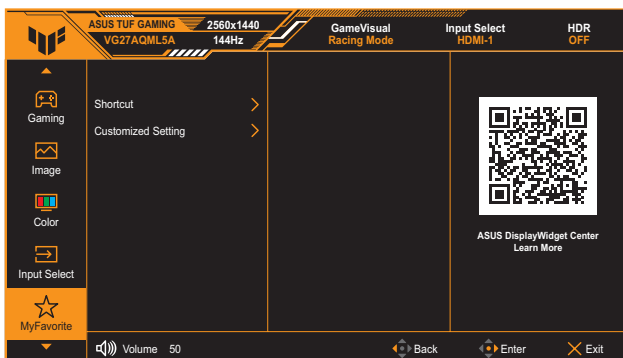 ASUS TUF GAMING 2560x1440
VG27AQML5A 144Hz
GameVisual
Racing Mode
Input Select
HDMI-1
HDR
OFF
Gaming
Image
Color
Input Select
MyFavorite
Shortcut
Customized Setting
ASUS DisplayWidget Center
Learn More
Volume 50
Back
Enter
Exit